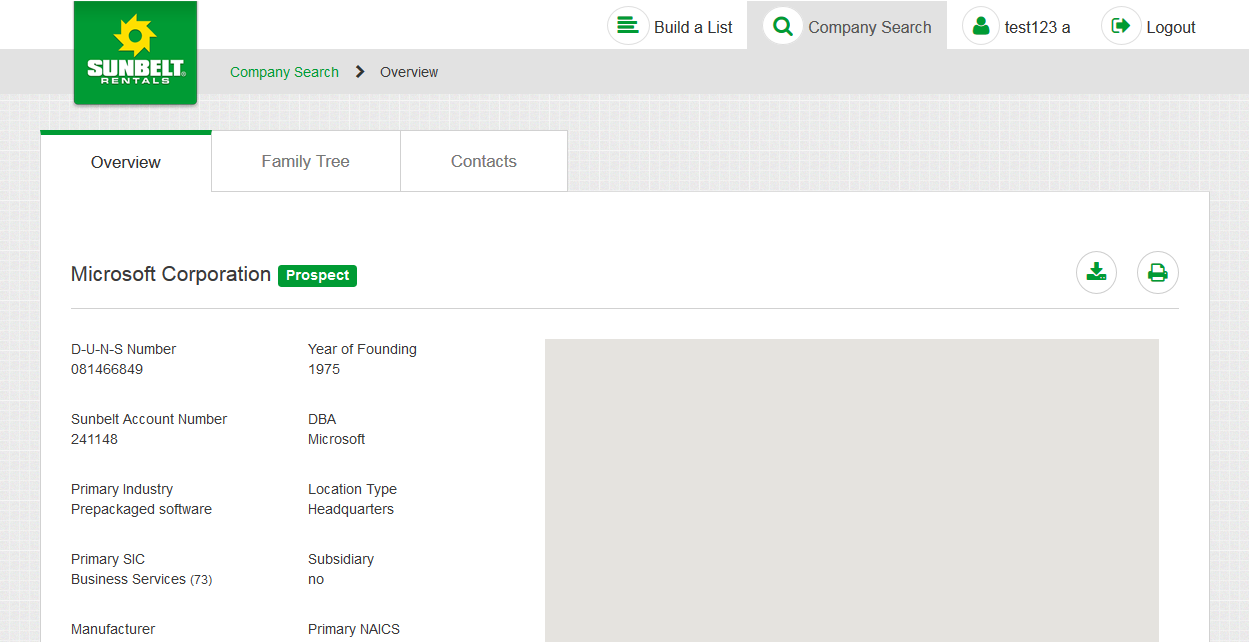 Build a List
Company Search
test123 a
Logout
SUNBELT®
RENTALS
Company Search
Overview
Overview
Family Tree
Contacts
Microsoft Corporation Prospect
D-U-N-S Number
081466849
Year of Founding
1975
Sunbelt Account Number
241148
DBA
Microsoft
Primary Industry
Prepackaged software
Location Type
Headquarters
Primary SIC
Business Services (73)
Subsidiary
no
Manufacturer
Primary NAICS